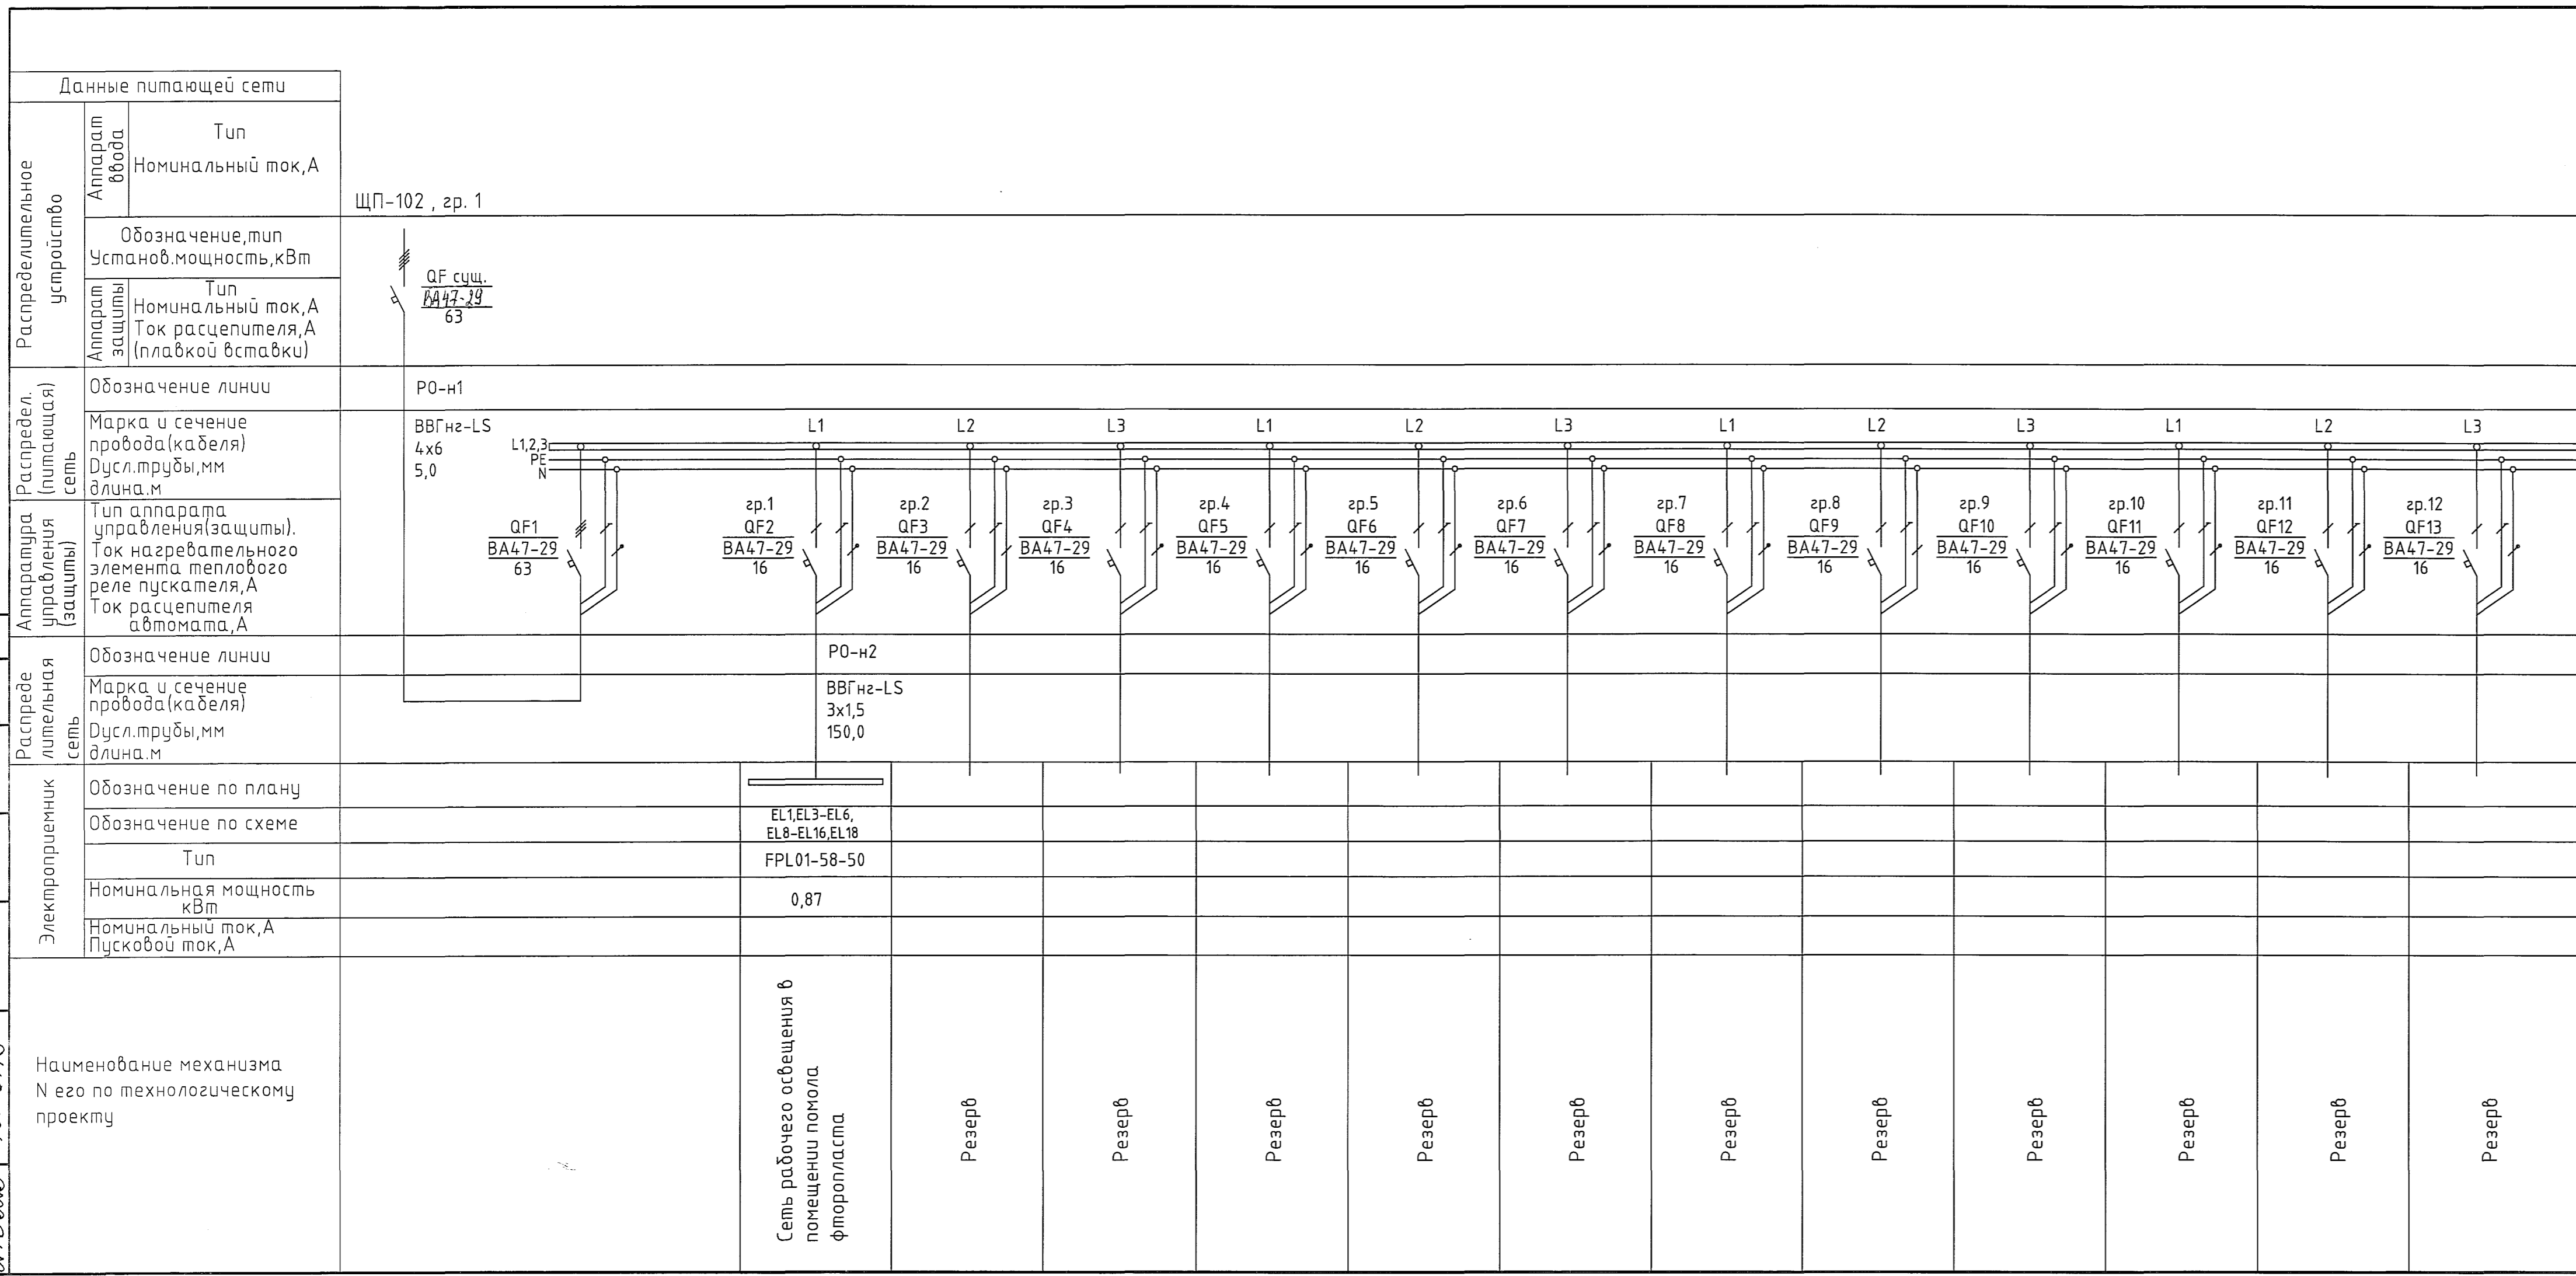 Данные питающей сети
Распределительное
устройство
Аппарат
ввода
Тип
Номинальный ток,А
ЩП-102 , гр. 1
Обозначение,тип
Установ.мощность,кВт
Аппарат
защиты
Тип
Номинальный ток,А
Ток расцепителя,А
(плавкой вставки)
QF сущ.
ВА47-29
63
Распредел.
(питающая)
сеть
Обозначение линии
РО-н1
Марка и сечение
провода(кабеля)
Dусл.трубы,мм
длина.м
ВВГнг-LS
4х6
5,0
L1,2,3
PE
N
L1 L2 L3 L1 L2 L3 L1 L2 L3 L1 L2 L3
Аппаратура
управления
(защиты)
Тип аппарата
управления(защиты).
Ток нагревательного
элемента теплового
реле пускателя,А
Ток расцепителя
автомата,А
гр.1 гр.2 гр.3 гр.4 гр.5 гр.6 гр.7 гр.8 гр.9 гр.10 гр.11 гр.12
QF1 QF2 QF3 QF4 QF5 QF6 QF7 QF8 QF9 QF10 QF11 QF12 QF13
ВА47-29 ВА47-29 ВА47-29 ВА47-29 ВА47-29 ВА47-29 ВА47-29 ВА47-29 ВА47-29 ВА47-29 ВА47-29 ВА47-29 ВА47-29
63 16 16 16 16 16 16 16 16 16 16 16 16
Распреде
лительная
сеть
Обозначение линии
РО-н2
Марка и сечение
провода(кабеля)
Dусл.трубы,мм
длина.м
ВВГнг-LS
3х1,5
150,0
Электроприемник
Обозначение по плану
Обозначение по схеме
EL1,EL3-EL6,
EL8-EL16,EL18
Тип
FPL01-58-50
Номинальная мощность
кВт
0,87
Номинальный ток,А
Пусковой ток,А
Наименование механизма
N его по технологическому
проекту
Сеть рабочего освещения в
помещении помола
фторопласта
Резерв
Резерв
Резерв
Резерв
Резерв
Резерв
Резерв
Резерв
Резерв
Резерв
Резерв